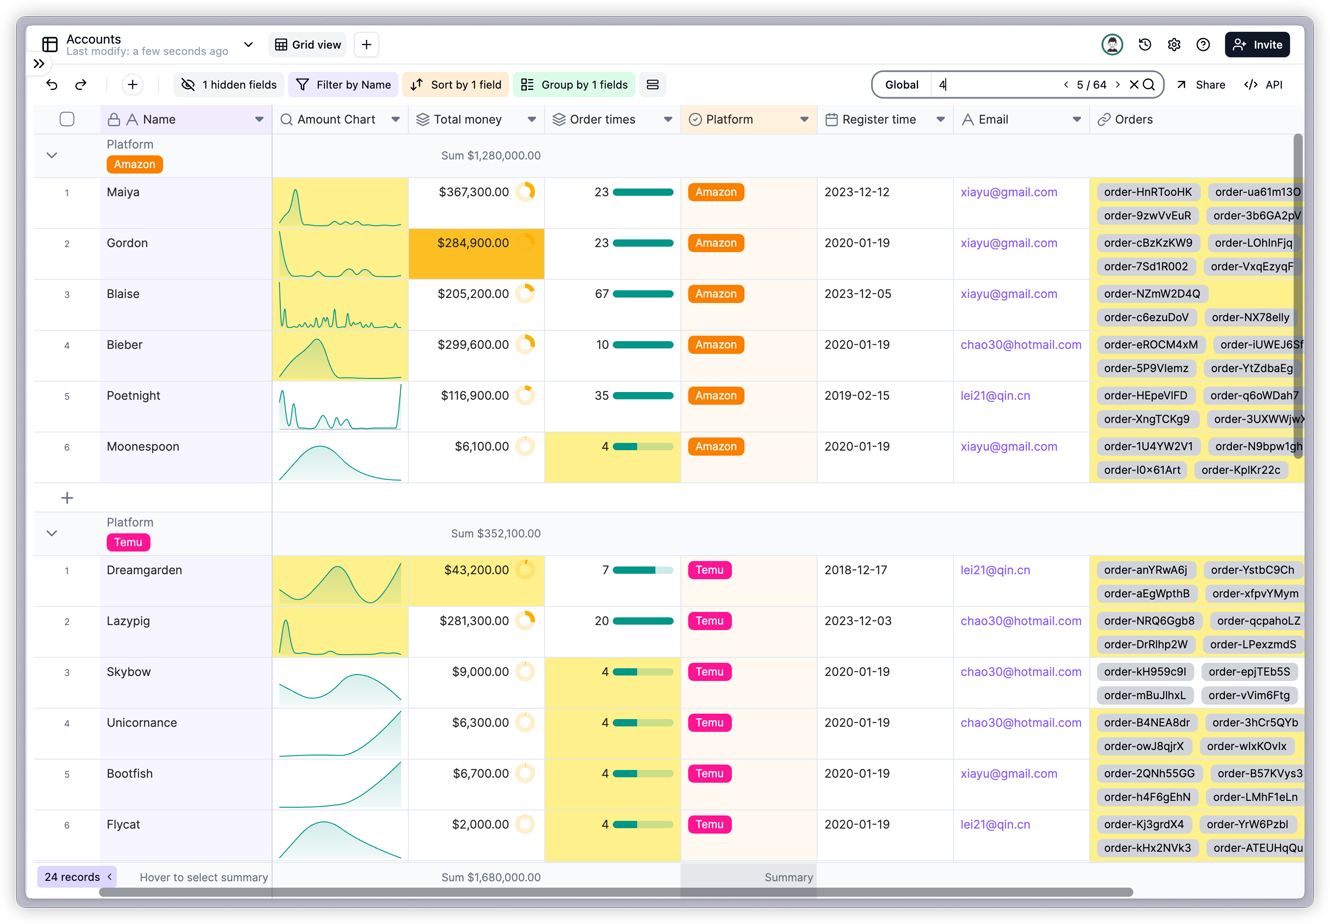 Accounts
Last modify: a few seconds ago
Grid view
Invite
1 hidden fields
Filter by Name
Sort by 1 field
Group by 1 fields
Global
4
5 / 64
Share
API
Name
Amount Chart
Total money
Order times
Platform
Register time
Email
Orders
Platform
Amazon
Sum $1,280,000.00
1 Maiya $367,300.00 23 Amazon 2023-12-12 xiayu@gmail.com order-HnRTooHK order-ua61m13O
order-9zwVvEuR order-3b6GA2pV
2 Gordon $284,900.00 23 Amazon 2020-01-19 xiayu@gmail.com order-cBzKzKW9 order-LOhInFjq
order-7Sd1R002 order-VxqEzyqF
3 Blaise $205,200.00 67 Amazon 2023-12-05 xiayu@gmail.com order-NZmW2D4Q
order-c6ezuDoV order-NX78elly
4 Bieber $299,600.00 10 Amazon 2020-01-19 chao30@hotmail.com order-eROCM4xM order-iUWEJ6Sf
order-5P9VIemz order-YtZdbaEg
5 Poetnight $116,900.00 35 Amazon 2019-02-15 lei21@qin.cn order-HEpeVlFD order-q6oWDah7
order-XngTCKg9 order-3UXWWjwX
6 Moonespoon $6,100.00 4 Amazon 2020-01-19 xiayu@gmail.com order-1U4YW2V1 order-N9bpw1gh
order-I0x61Art order-KplKr22c
Platform
Temu
Sum $352,100.00
1 Dreamgarden $43,200.00 7 Temu 2018-12-17 lei21@qin.cn order-anYRwA6j order-YstbC9Ch
order-aEgWpthB order-xfpvYMym
2 Lazypig $281,300.00 20 Temu 2023-12-03 chao30@hotmail.com order-NRQ6Ggb8 order-qcpahoLZ
order-DrRlhp2W order-LPexzmdS
3 Skybow $9,000.00 4 Temu 2020-01-19 chao30@hotmail.com order-kH959c9I order-epjTEb5S
order-mBuJlhxL order-vVim6Ftg
4 Unicornance $6,300.00 4 Temu 2020-01-19 chao30@hotmail.com order-B4NEA8dr order-3hCr5QYb
order-owJ8qjrX order-wlxKOvlx
5 Bootfish $6,700.00 4 Temu 2020-01-19 xiayu@gmail.com order-2QNh55GG order-B57KVys3
order-h4F6gEhN order-LMhF1eLn
6 Flycat $2,000.00 4 Temu 2020-01-19 lei21@qin.cn order-Kj3grdX4 order-YrW6Pzbl
order-kHx2NVk3 order-ATEUHqQu
24 records
Hover to select summary
Sum $1,680,000.00
Summary